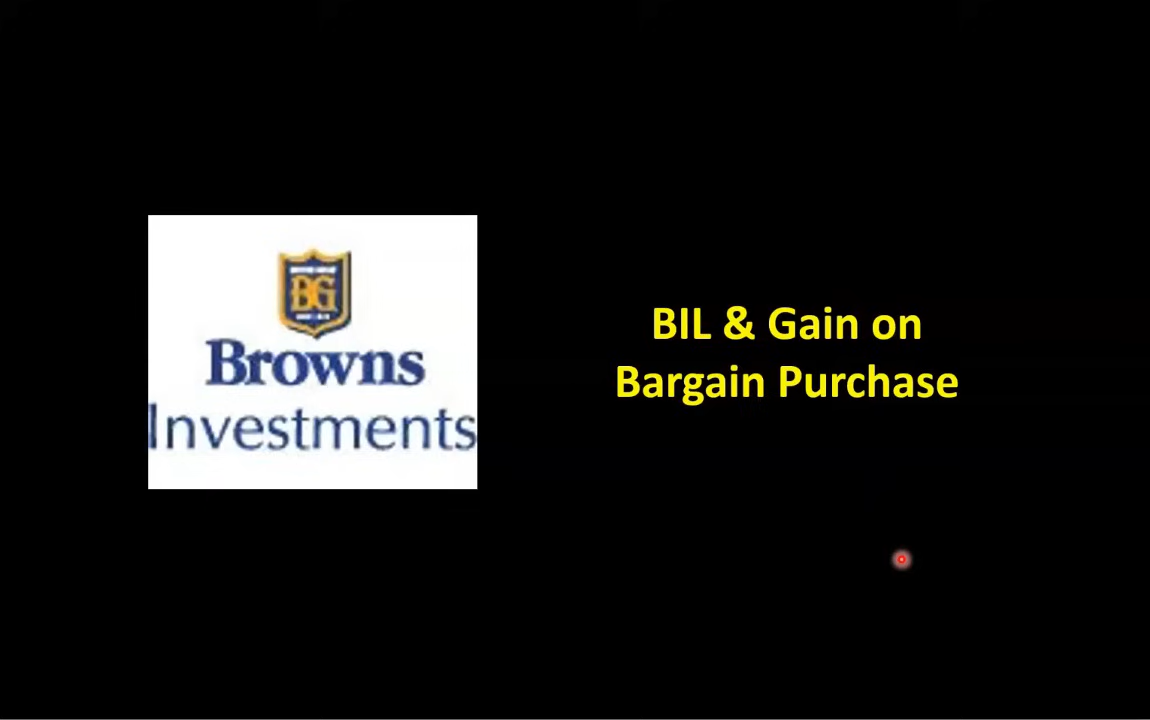 BG
Browns
Investments
BIL & Gain on
Bargain Purchase